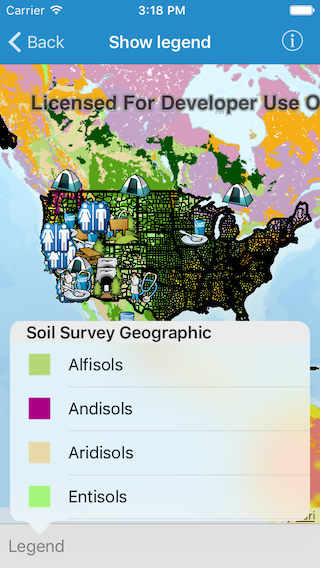 Carrier 3:18 PM
Back Show legend
Licensed For Developer Use O
Soil Survey Geographic
Alfisols
Andisols
Aridisols
Entisols
Legend